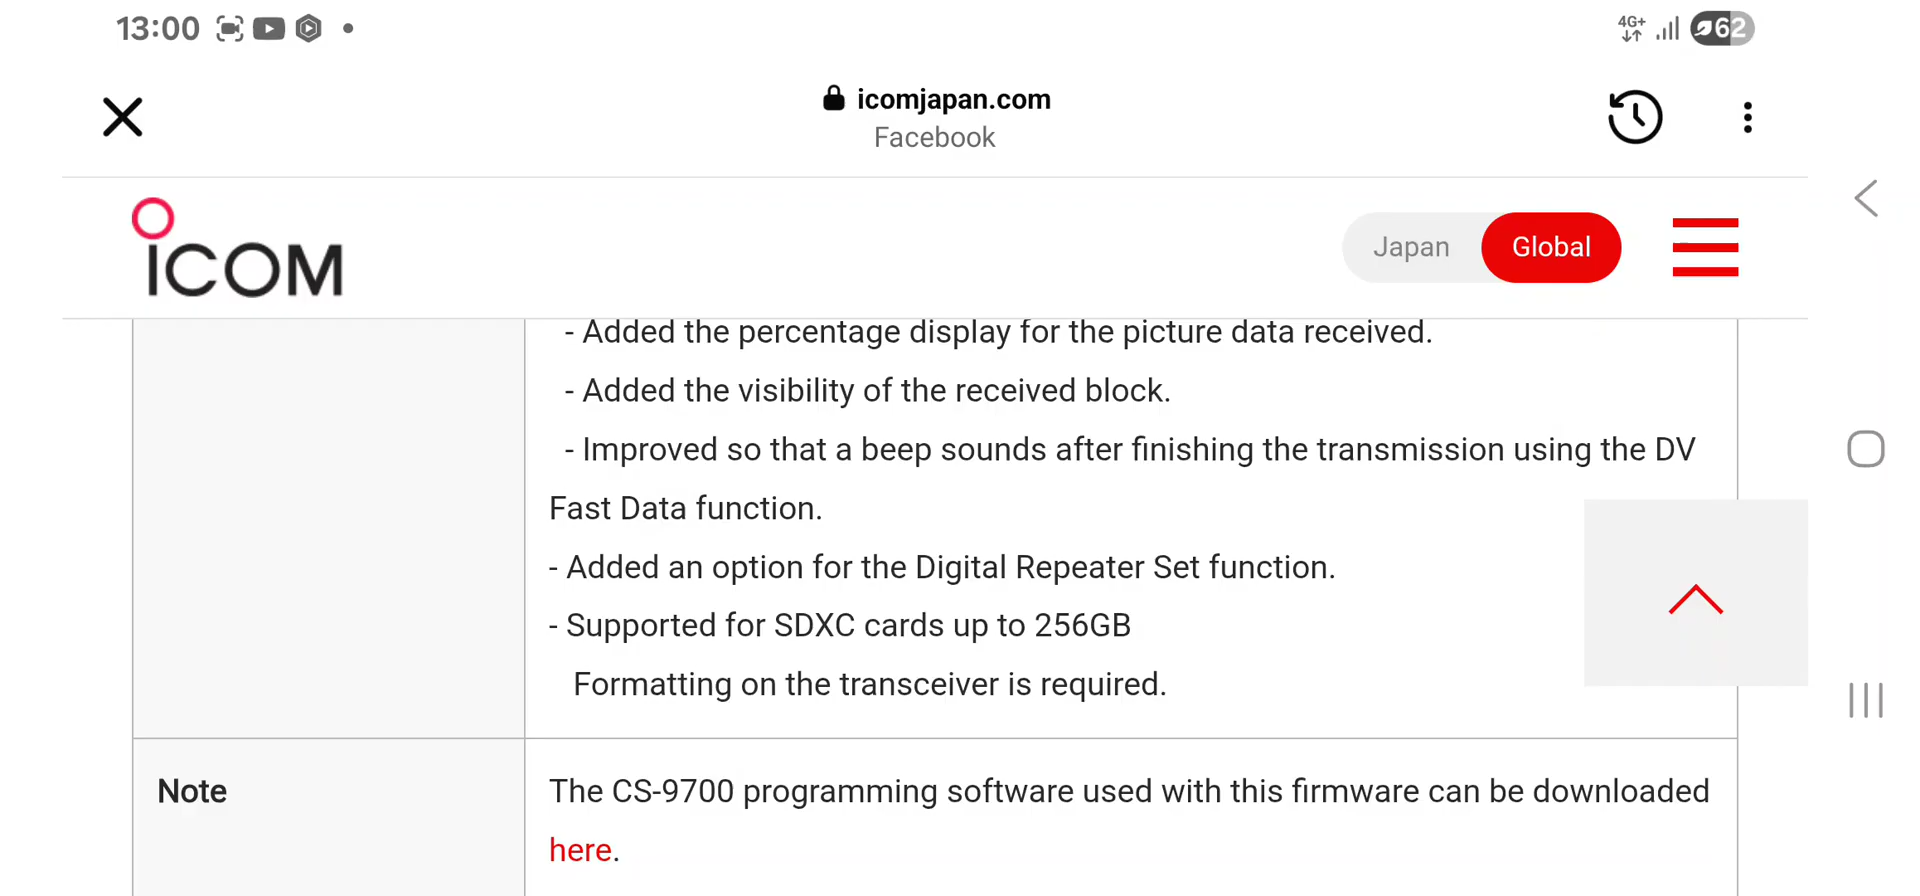 13:00
4G+
62
icomjapan.com
Facebook
ICOM
Japan
Global
- Added the percentage display for the picture data received.
- Added the visibility of the received block.
- Improved so that a beep sounds after finishing the transmission using the DV
Fast Data function.
- Added an option for the Digital Repeater Set function.
- Supported for SDXC cards up to 256GB
Formatting on the transceiver is required.
Note
The CS-9700 programming software used with this firmware can be downloaded
here.